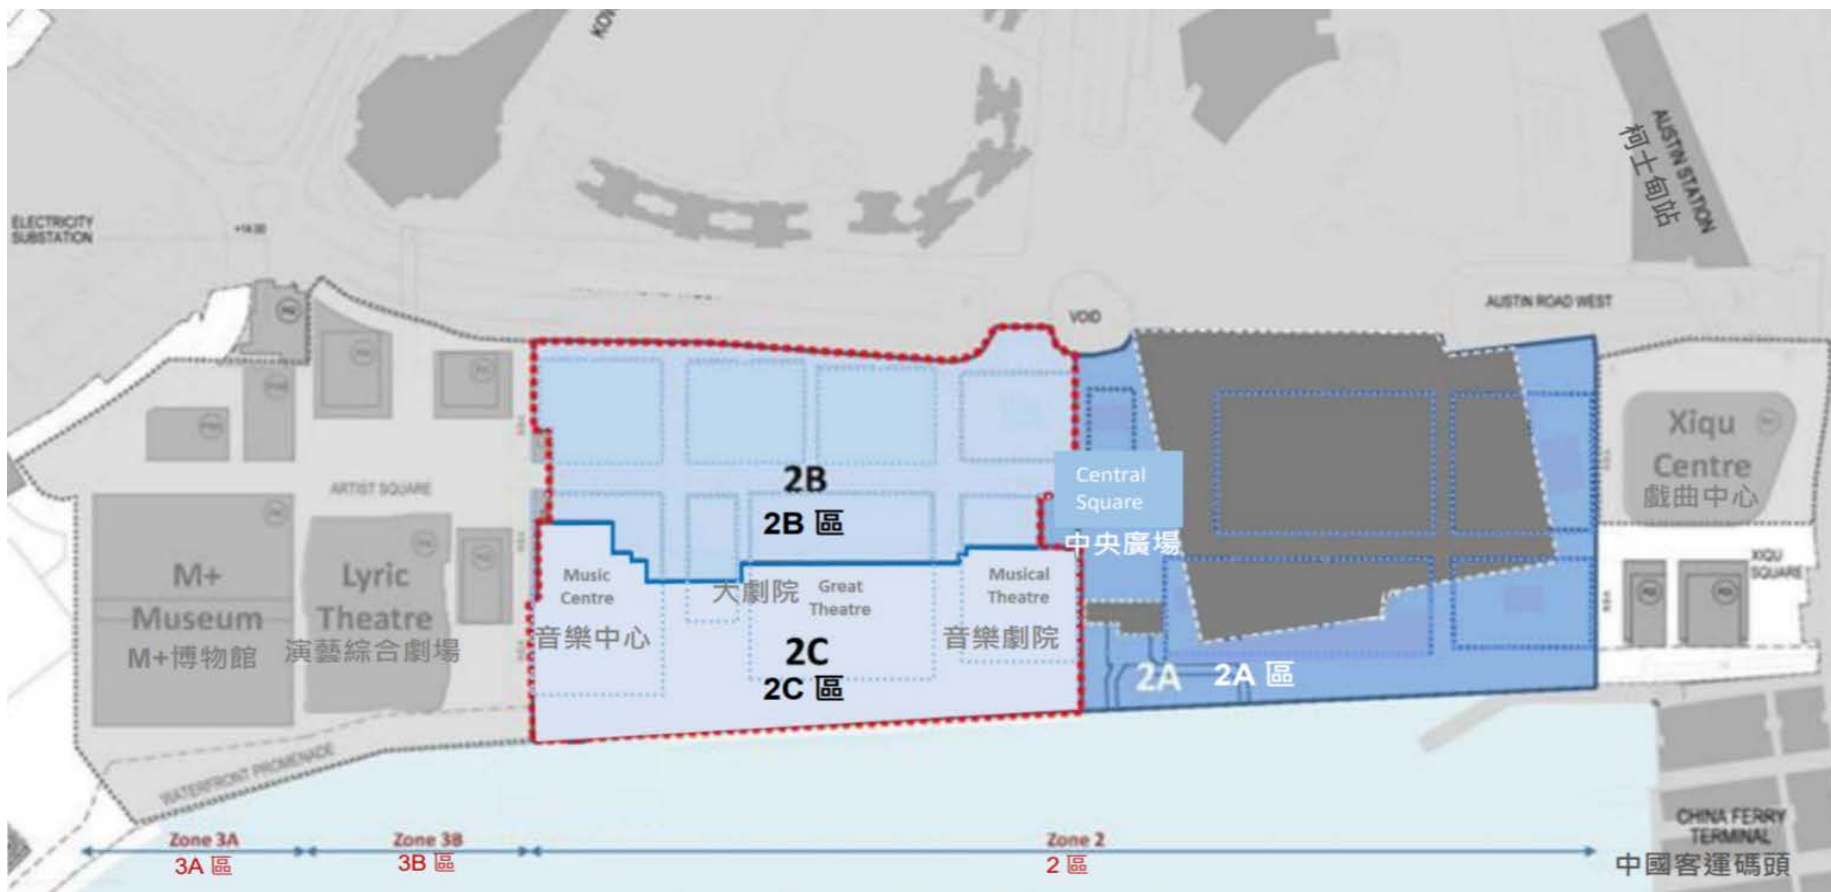 KOW
AUSTIN STATION
柯士甸站
ELECTRICITY
SUBSTATION
+14.00
AUSTIN ROAD WEST
VOID
Xiqu
Centre
戲曲中心
Central
Square
中央廣場
2B
2B 區
ARTIST SQUARE
M+
Museum
M+博物館
Lyric
Theatre
演藝綜合劇場
Music
Centre
音樂中心
大劇院
Great
Theatre
Musical
Theatre
音樂劇院
XIQU
SQUARE
2C
2C 區
2A
2A 區
WATERFRONT PROMENADE
Zone 3A
3A 區
Zone 3B
3B 區
Zone 2
2 區
CHINA FERRY
TERMINAL
中國客運碼頭